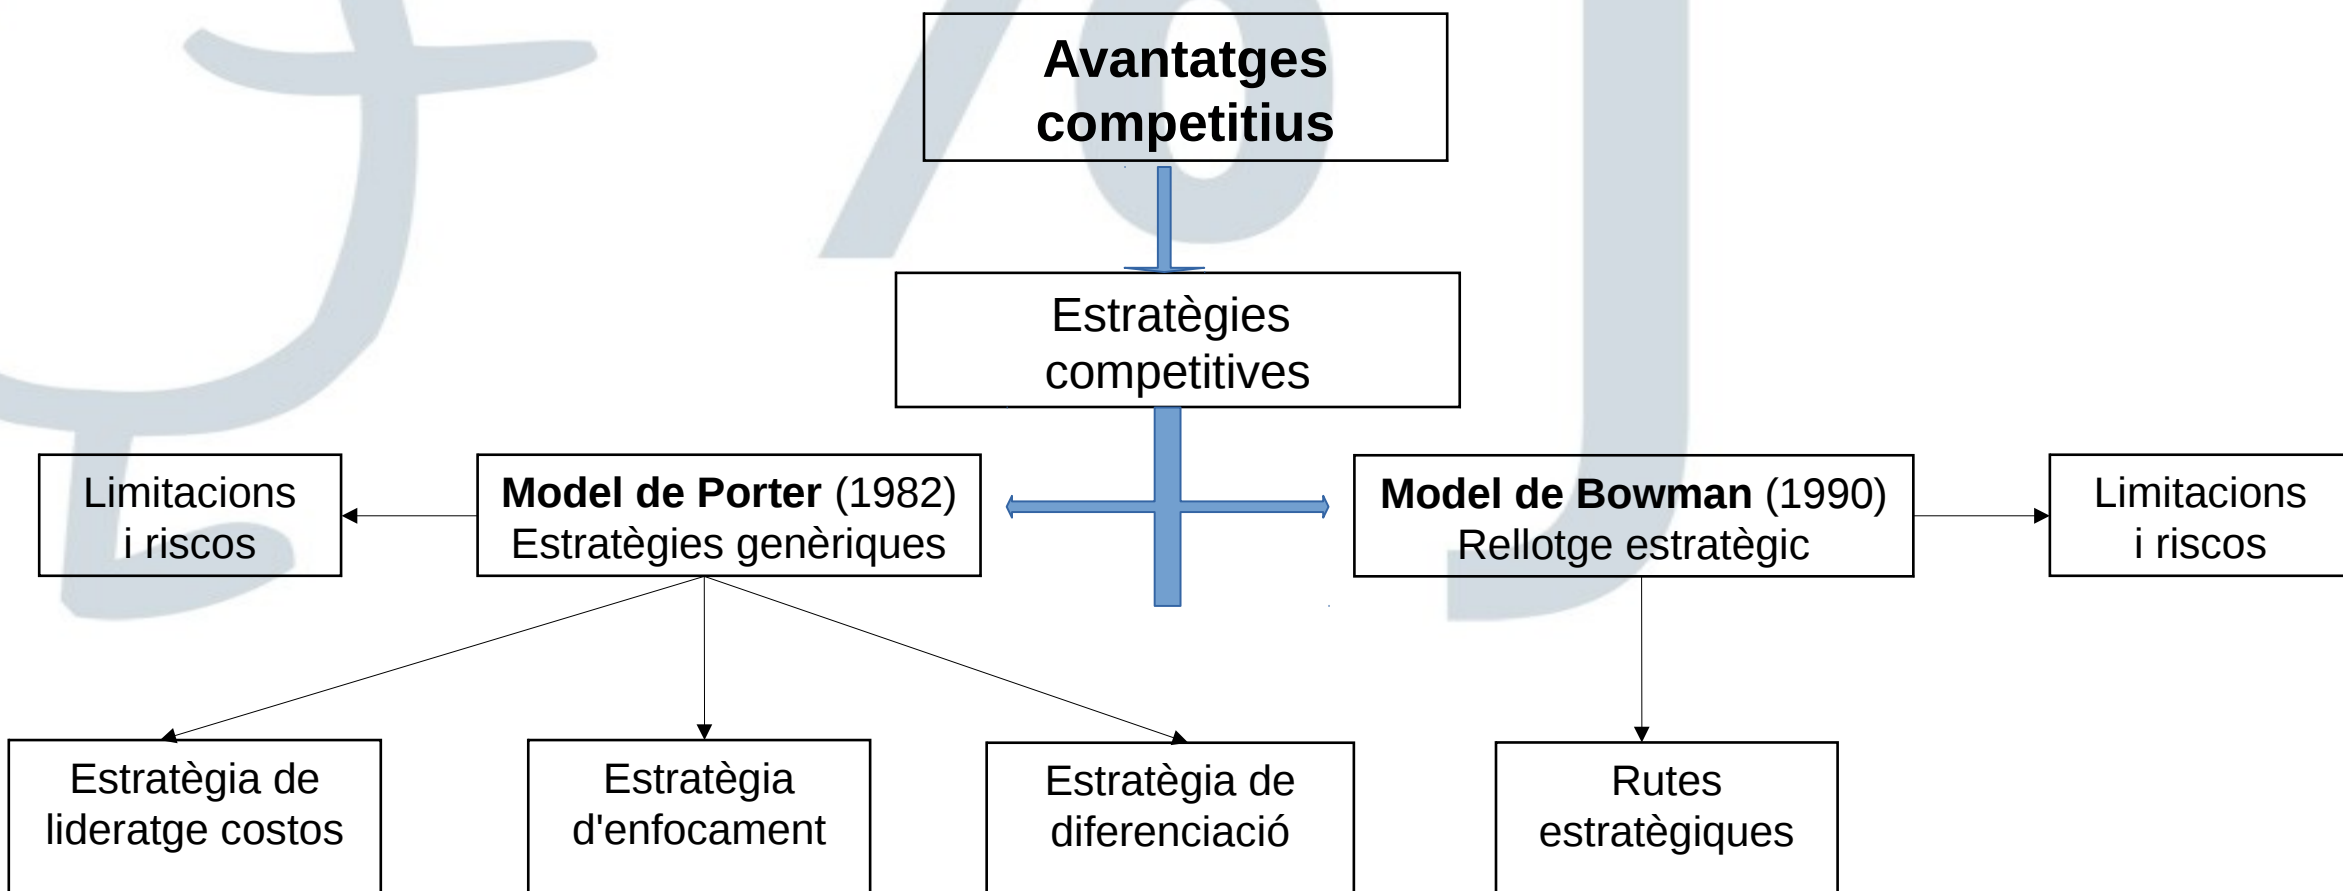 Avantatges
competitius
Estratègies
competitives
Limitacions
i riscos
Model de Porter (1982)
Estratègies genèriques
Model de Bowman (1990)
Rellotge estratègic
Limitacions
i riscos
Estratègia de
lideratge costos
Estratègia
d'enfocament
Estratègia de
diferenciació
Rutes
estratègiques